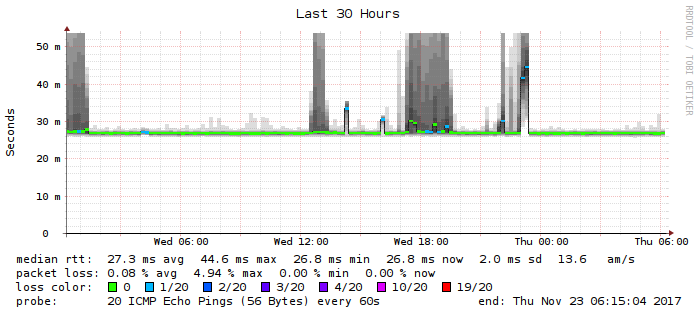 Last 30 Hours
RRDTOOL / TOBI OETIKER
Seconds
50 m
40 m
30 m
20 m
10 m
0
Wed 06:00 Wed 12:00 Wed 18:00 Thu 00:00 Thu 06:00
median rtt: 27.3 ms avg 44.6 ms max 26.8 ms min 26.8 ms now 2.0 ms sd 13.6 am/s
packet loss: 0.08 % avg 4.94 % max 0.00 % min 0.00 % now
loss color: 0 1/20 2/20 3/20 4/20 10/20 19/20
probe: 20 ICMP Echo Pings (56 Bytes) every 60s end: Thu Nov 23 06:15:04 2017